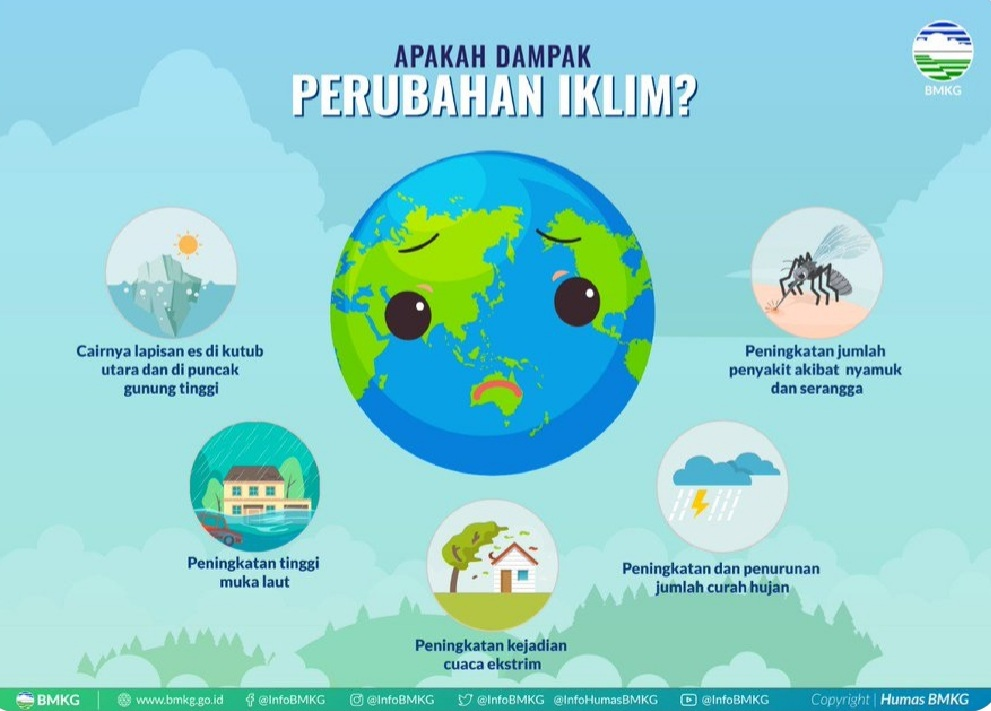 APAKAH DAMPAK
PERUBAHAN IKLIM?
BMKG
Cairnya lapisan es di kutub
utara dan di puncak
gunung tinggi
Peningkatan jumlah
penyakit akibat nyamuk
dan serangga
Peningkatan tinggi
muka laut
Peningkatan dan penurunan
jumlah curah hujan
Peningkatan kejadian
cuaca ekstrim
BMKG www.bmkg.go.id @InfoBMKG @InfoBMKG @InfoBMKG @InfoHumasBMKG @InfoBMKG Copyright | Humas BMKG